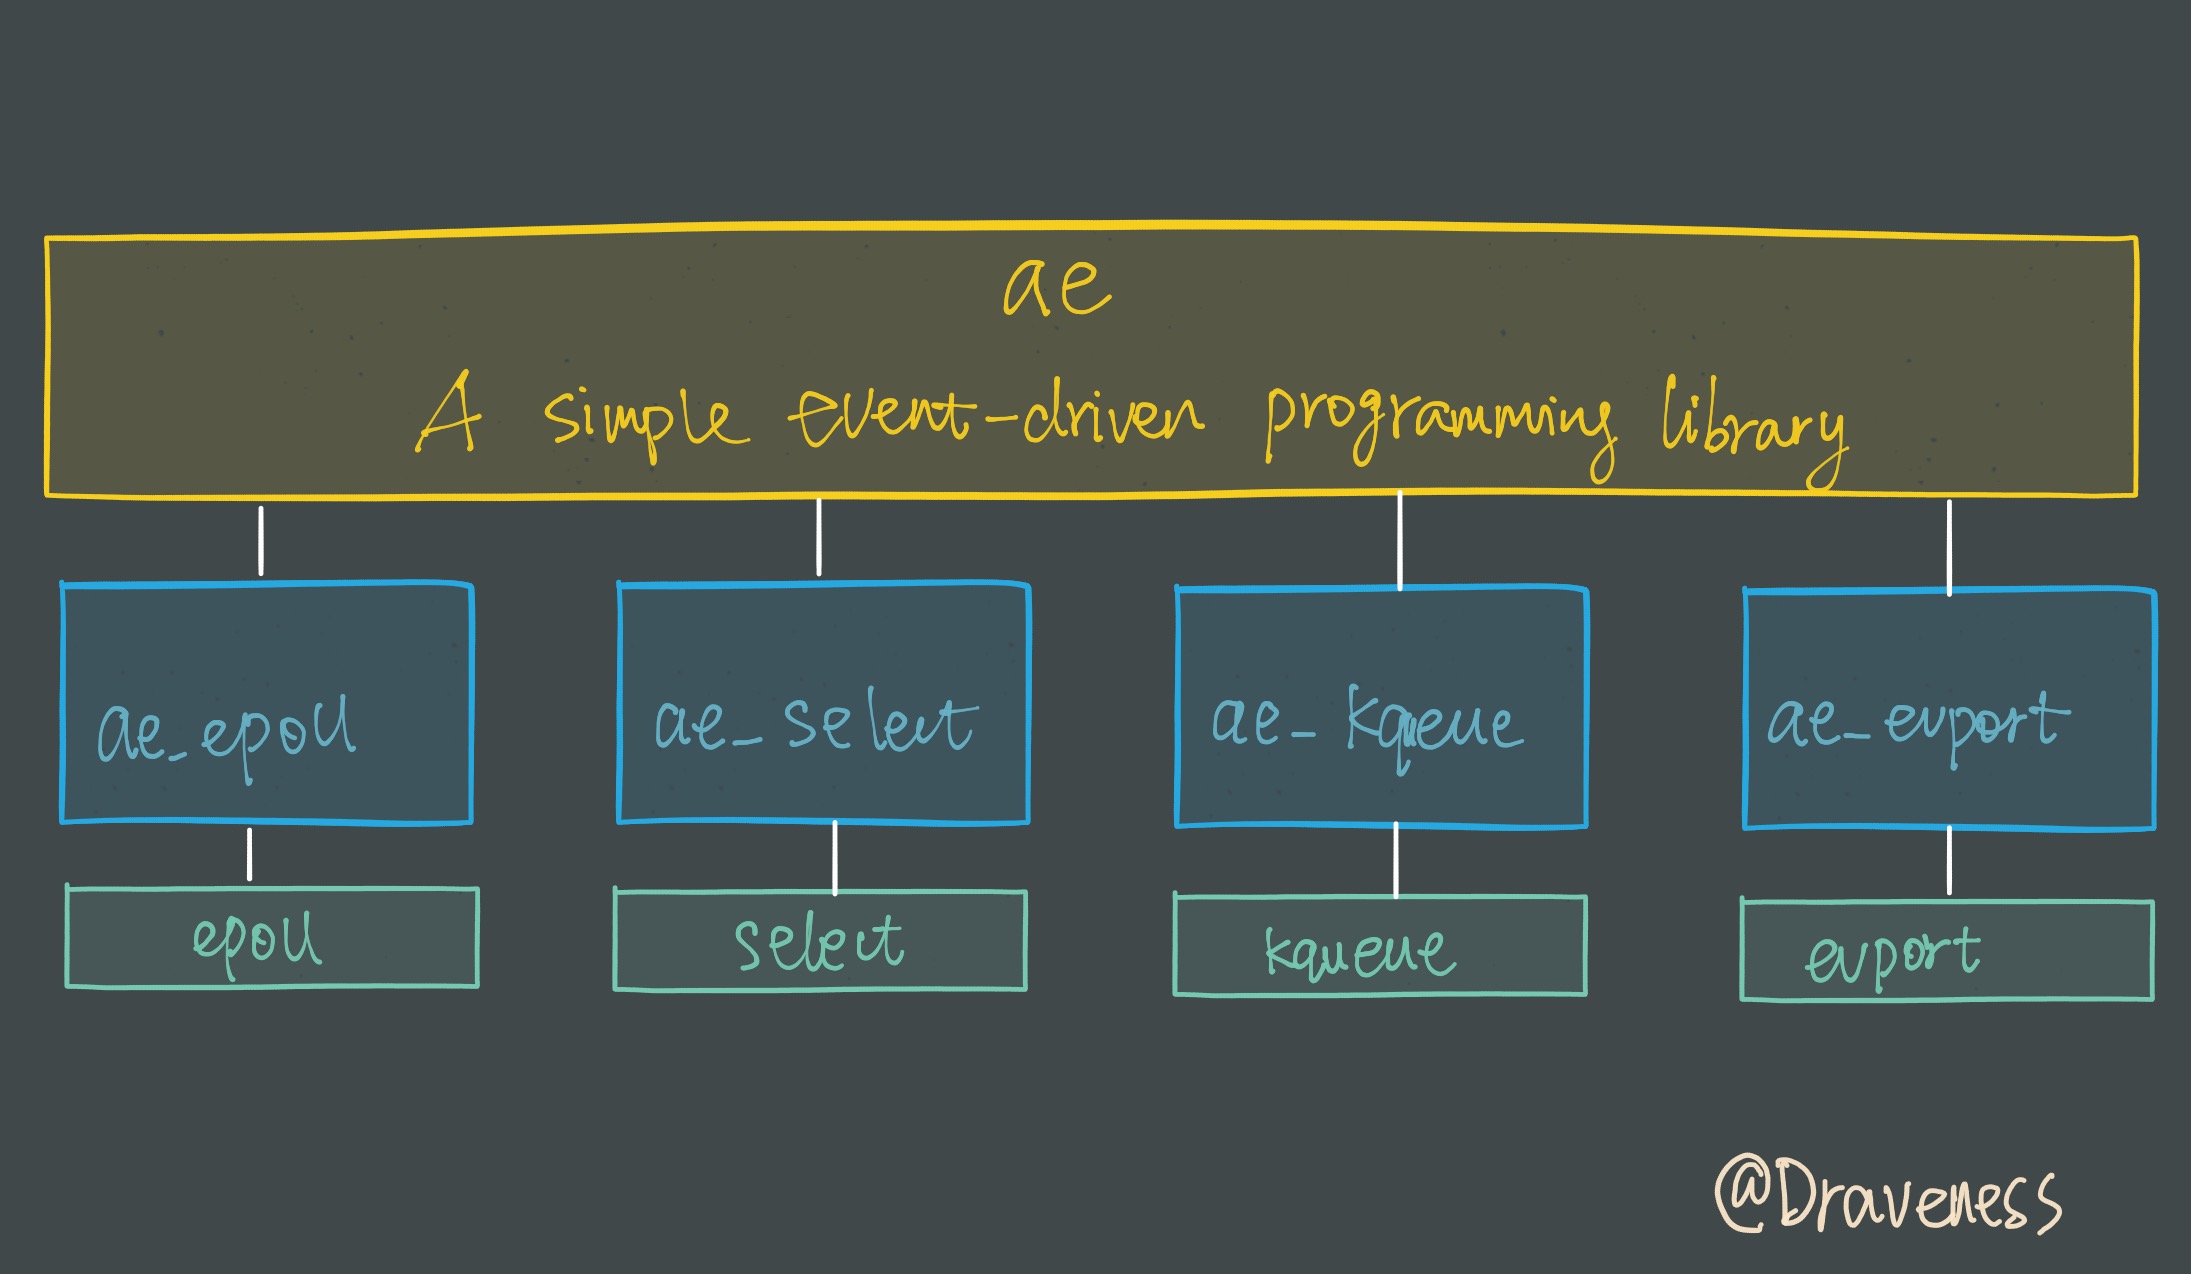 ae
A simple event-driven programming library
ae_epoll
ae_select
ae_kqueue
ae_evport
epoll
select
kqueue
evport
@Draveness